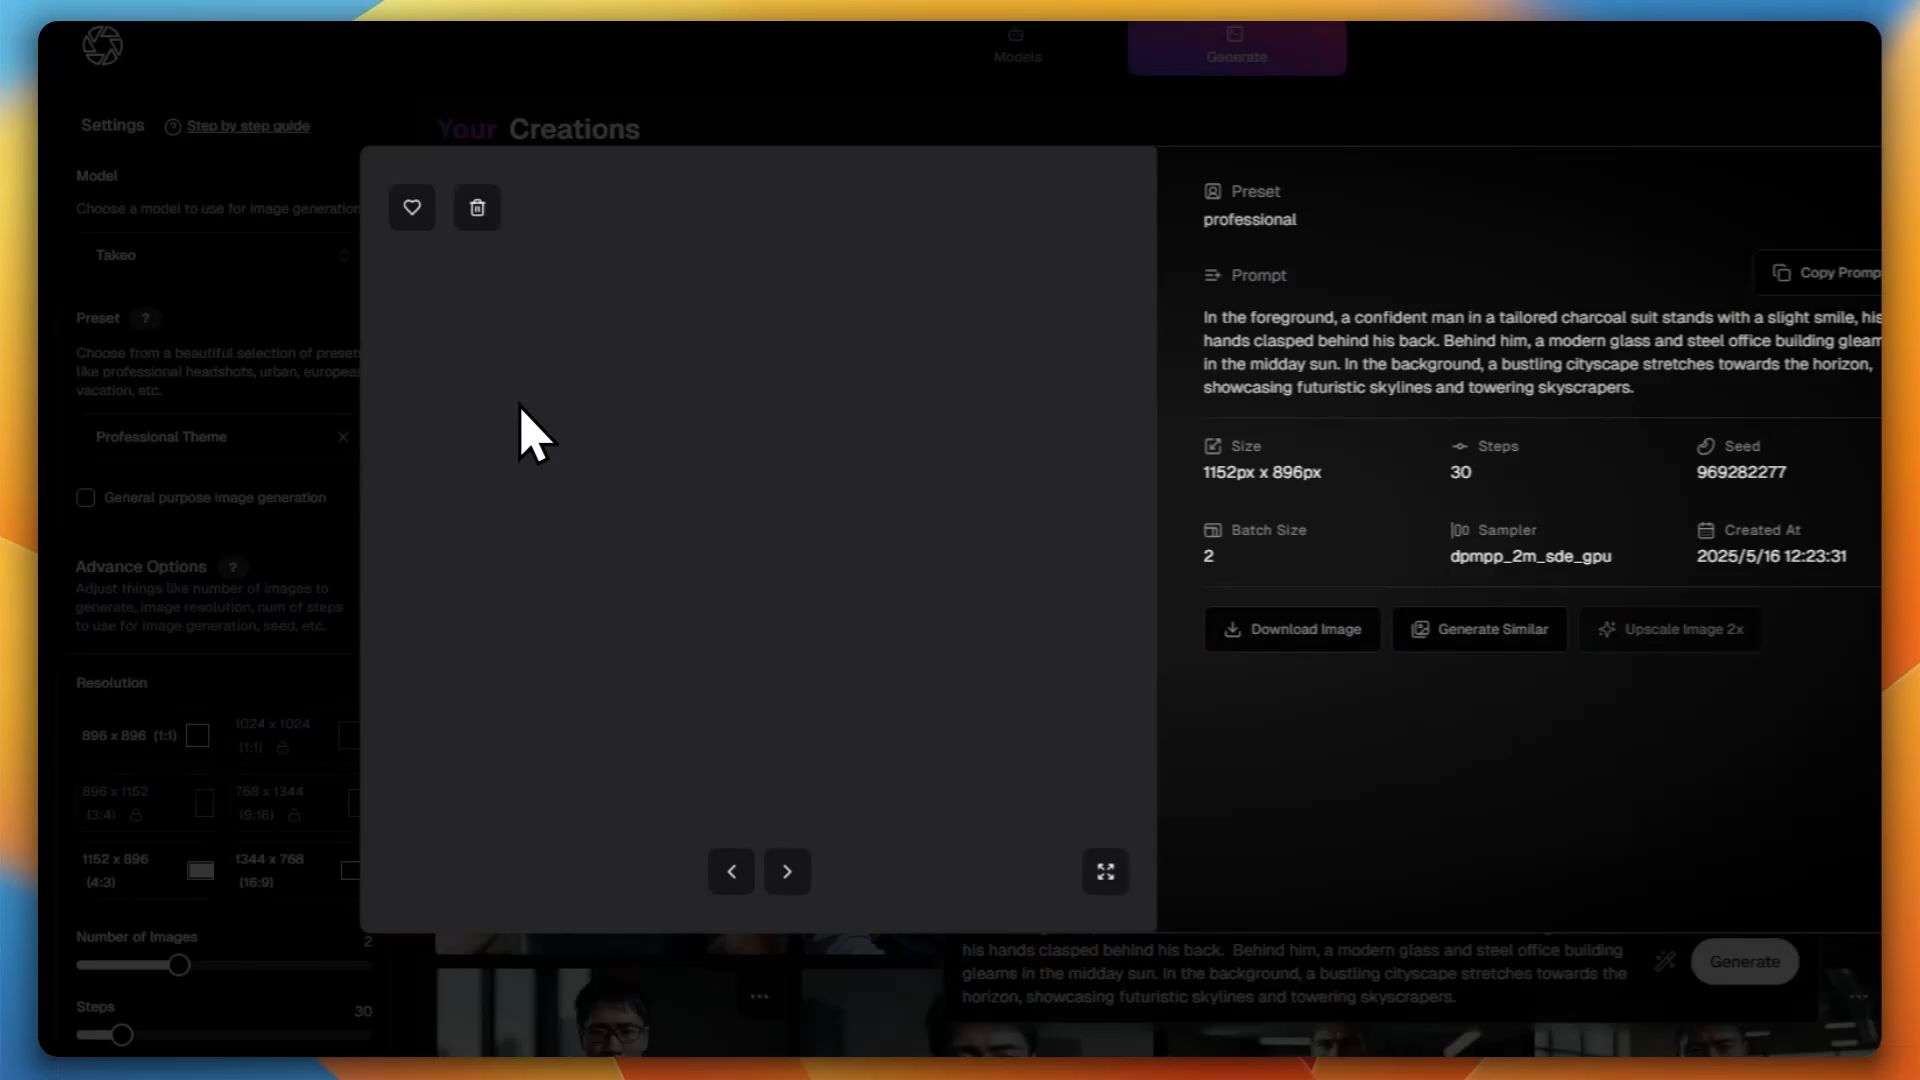 Models
Generate
Settings
Step by step guide
Your Creations
Model
Choose a model to use for image generation
Takeo
Preset ?
Choose from a beautiful selection of presets
like professional headshots, urban, european
vacation, etc.
Professional Theme
General purpose image generation
Advance Options ?
Adjust things like number of images to
generate, image resolution, num of steps
to use for image generation, seed, etc.
Resolution
896 x 896 (1:1)
1024 x 1024
(1:1)
896 x 1152
(3:4)
768 x 1344
(9:16)
1152 x 896
(4:3)
1344 x 768
(16:9)
Number of Images
2
Steps
30
Preset
professional
Prompt
Copy Promp
In the foreground, a confident man in a tailored charcoal suit stands with a slight smile, his
hands clasped behind his back. Behind him, a modern glass and steel office building gleam
in the midday sun. In the background, a bustling cityscape stretches towards the horizon,
showcasing futuristic skylines and towering skyscrapers.
Size
1152px x 896px
Steps
30
Seed
969282277
Batch Size
2
Sampler
dpmpp_2m_sde_gpu
Created At
2025/5/16 12:23:31
Download Image
Generate Similar
Upscale Image 2x
his hands clasped behind his back. Behind him, a modern glass and steel office building
gleams in the midday sun. In the background, a bustling cityscape stretches towards the
horizon, showcasing futuristic skylines and towering skyscrapers.
Generate